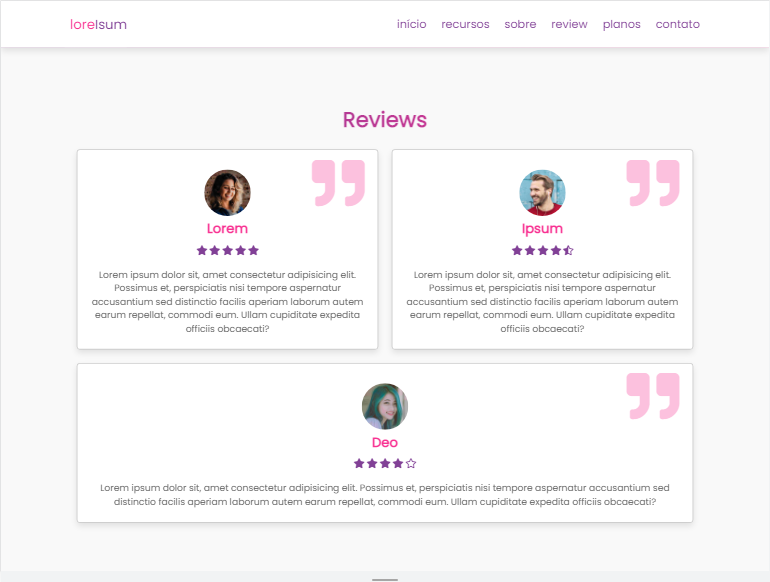 loreIsum
início recursos sobre review planos contato
Reviews
Lorem
Lorem ipsum dolor sit, amet consectetur adipisicing elit.
Possimus et, perspiciatis nisi tempore aspernatur
accusantium sed distinctio facilis aperiam laborum autem
earum repellat, commodi eum. Ullam cupiditate expedita
officiis obcaecati?
Ipsum
Lorem ipsum dolor sit, amet consectetur adipisicing elit.
Possimus et, perspiciatis nisi tempore aspernatur
accusantium sed distinctio facilis aperiam laborum autem
earum repellat, commodi eum. Ullam cupiditate expedita
officiis obcaecati?
Deo
Lorem ipsum dolor sit, amet consectetur adipisicing elit. Possimus et, perspiciatis nisi tempore aspernatur accusantium sed
distinctio facilis aperiam laborum autem earum repellat, commodi eum. Ullam cupiditate expedita officiis obcaecati?